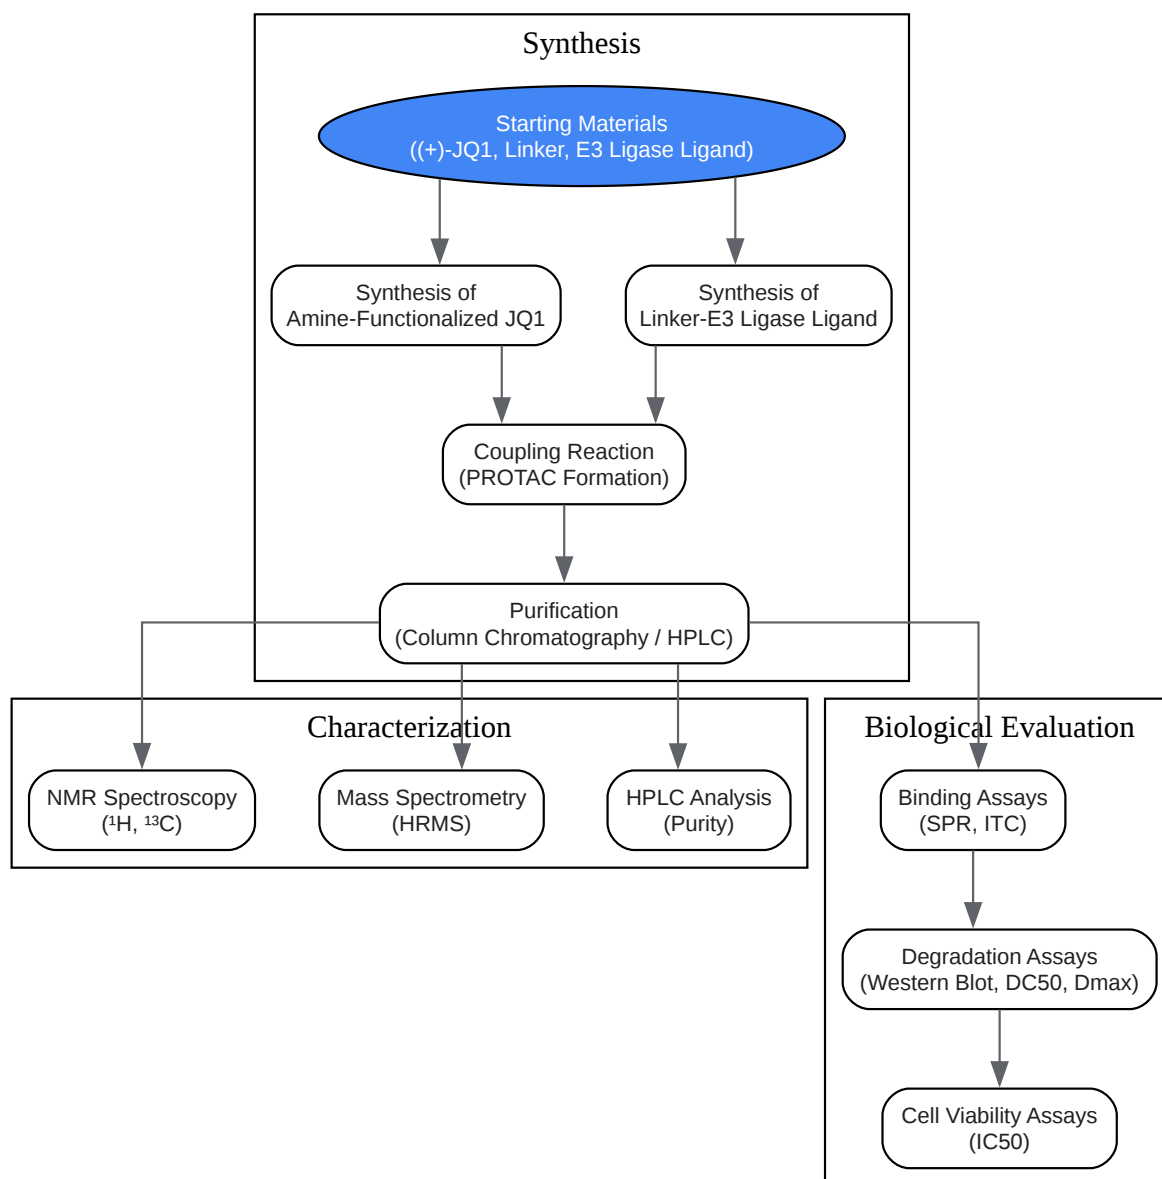 Synthesis
Starting Materials
((+)-JQ1, Linker, E3 Ligase Ligand)
Synthesis of
Amine-Functionalized JQ1
Synthesis of
Linker-E3 Ligase Ligand
Coupling Reaction
(PROTAC Formation)
Purification
(Column Chromatography / HPLC)
Characterization
NMR Spectroscopy
(¹H, ¹³C)
Mass Spectrometry
(HRMS)
HPLC Analysis
(Purity)
Biological Evaluation
Binding Assays
(SPR, ITC)
Degradation Assays
(Western Blot, DC50, Dmax)
Cell Viability Assays
(IC50)